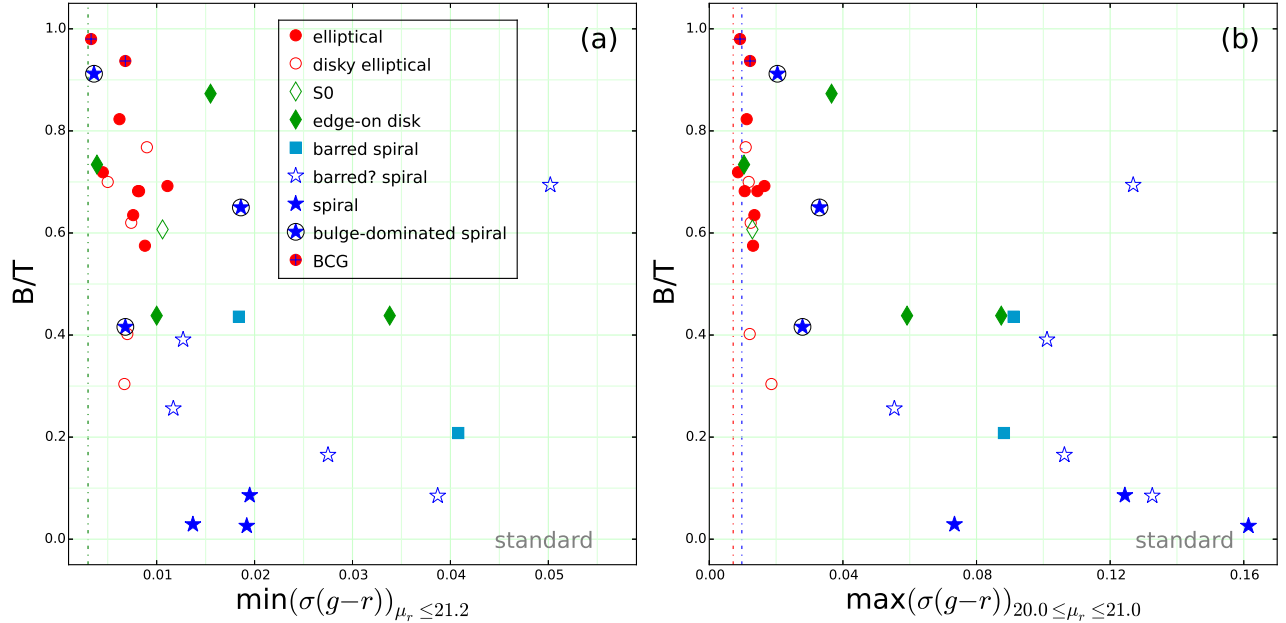 (a)
elliptical
disky elliptical
S0
edge-on disk
barred spiral
barred? spiral
spiral
bulge-dominated spiral
BCG
standard
B/T
1.0
0.8
0.6
0.4
0.2
0.0
0.01 0.02 0.03 0.04 0.05
min(σ(g−r))μr ≤21.2
(b)
standard
B/T
1.0
0.8
0.6
0.4
0.2
0.0
0.00 0.04 0.08 0.12 0.16
max(σ(g−r))20.0 ≤μr ≤21.0